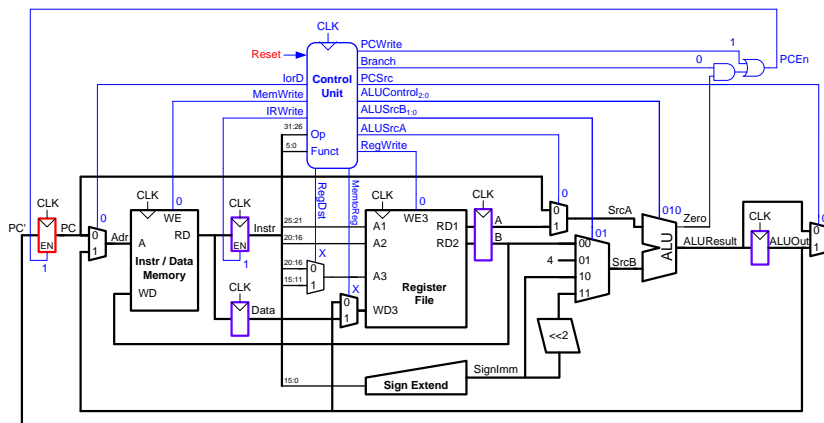 CLK
PCWrite
1
Branch
0
PCEn
Reset
Control
Unit
PCSrc
IorD
ALUControl2:0
MemWrite
ALUSrcB1:0
IRWrite
ALUSrcA
31:26
Op
RegWrite
5:0
Funct
RegDst
MemtoReg
CLK
CLK
CLK
CLK
CLK
0
0
0
0
010
0
WE
WE3
PC'
PC
EN
1
0
1
Adr
A
RD
Instr / Data
Memory
WD
EN
1
Instr
25:21
A1
20:16
A2
RD1
RD2
A
B
0
1
SrcA
Zero
CLK
ALU
ALUResult
ALUOut
0
1
01
00
4
01
10
11
SrcB
X
20:16
0
15:11
1
A3
X
0
1
WD3
Register
File
CLK
Data
<<2
SignImm
15:0
Sign Extend